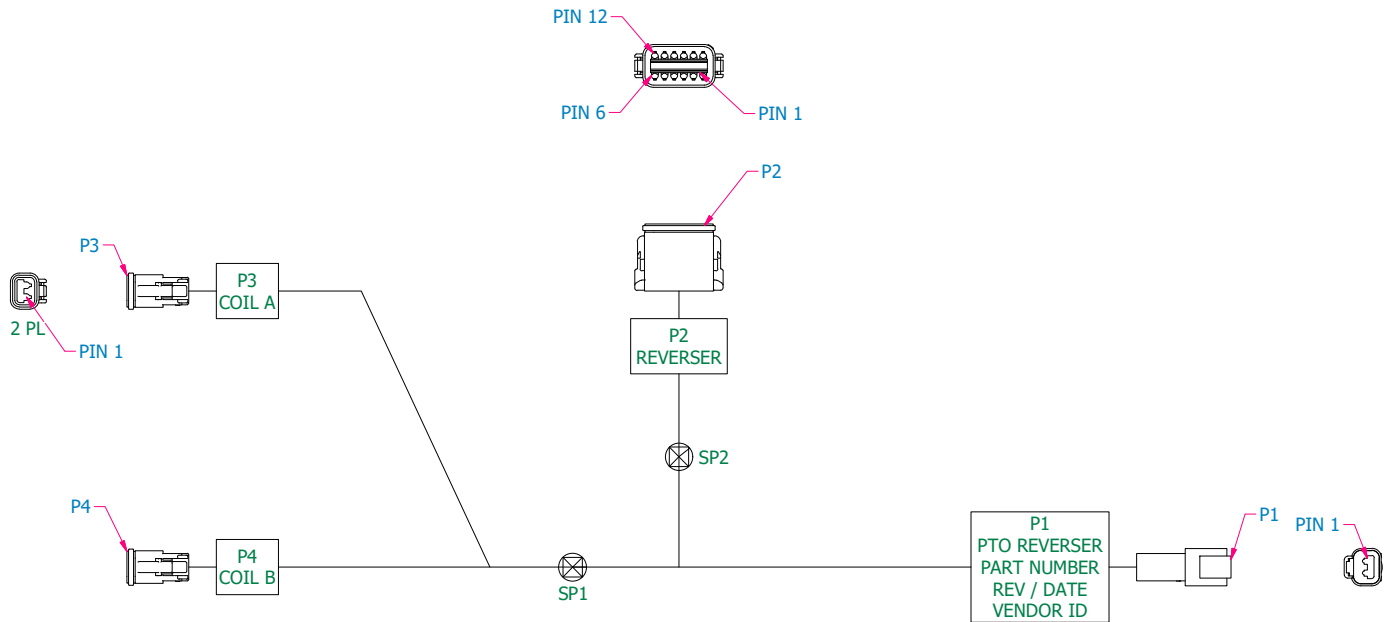 PIN 12
PIN 6
PIN 1
P2
P3
P3
COIL A
2 PL
PIN 1
P2
REVERSER
SP2
P4
P4
COIL B
SP1
P1
PTO REVERSER
PART NUMBER
REV / DATE
VENDOR ID
P1
PIN 1